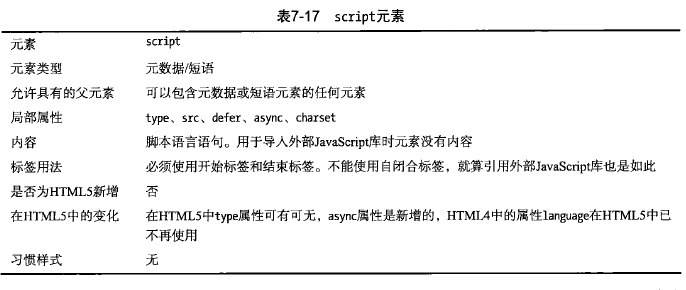 表7-17 script元素
元素 script
元素类型 元数据/短语
允许具有的父元素 可以包含元数据或短语元素的任何元素
局部属性 type、src、defer、async、charset
内容 脚本语言语句。用于导入外部JavaScript库时元素没有内容
标签用法 必须使用开始标签和结束标签。不能使用自闭合标签，就算引用外部JavaScript库也是如此
是否为HTML5新增 否
在HTML5中的变化 在HTML5中type属性可有可无，async属性是新增的，HTML4中的属性language在HTML5中已
不再使用
习惯样式 无